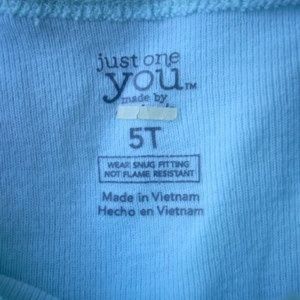 just one
you™
made by
5T
WEAR SNUG FITTING
NOT FLAME RESISTANT
Made in Vietnam
Hecho en Vietnam